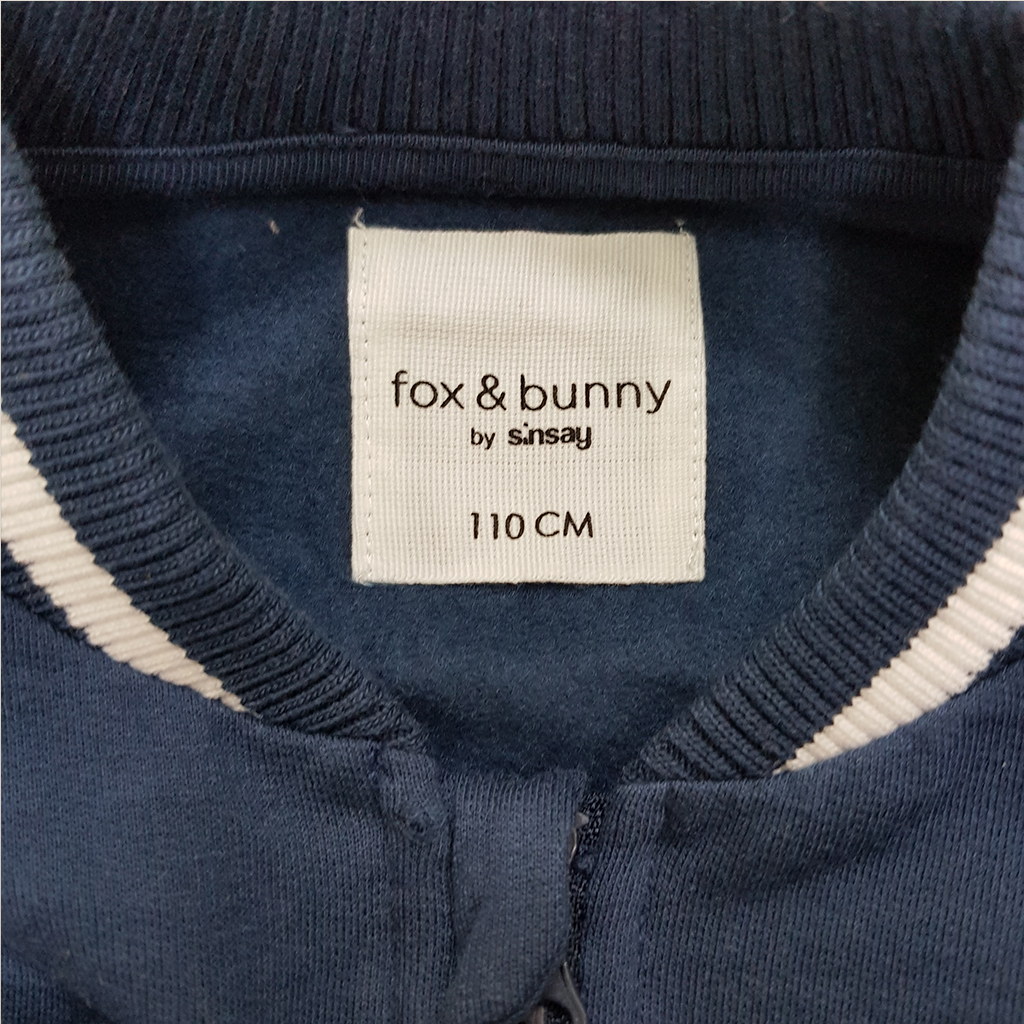 fox & bunny
by sinsay
110 CM